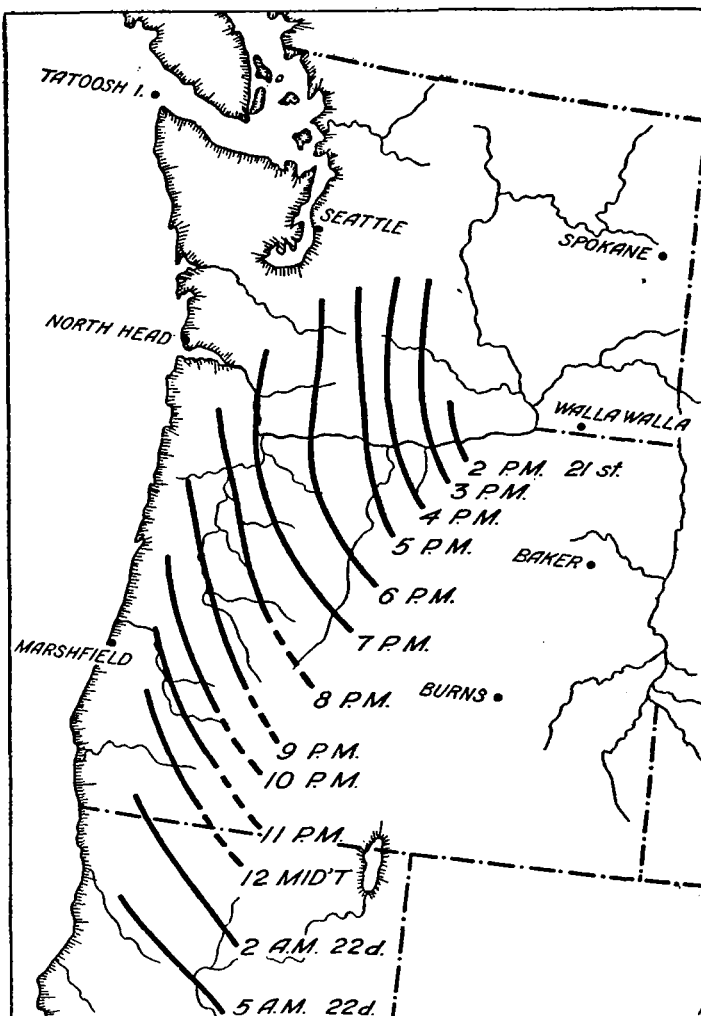 TATOOSH I.
SEATTLE
SPOKANE
NORTH HEAD
WALLA WALLA
2 P.M. 21 st.
3 P.M.
4 P.M.
5 P.M.
BAKER
6 P.M.
7 P.M.
MARSHFIELD
8 P.M.
BURNS
9 P.M.
10 P.M.
11 P.M.
12 MID'T
2 A.M. 22d.
5 A.M. 22d.